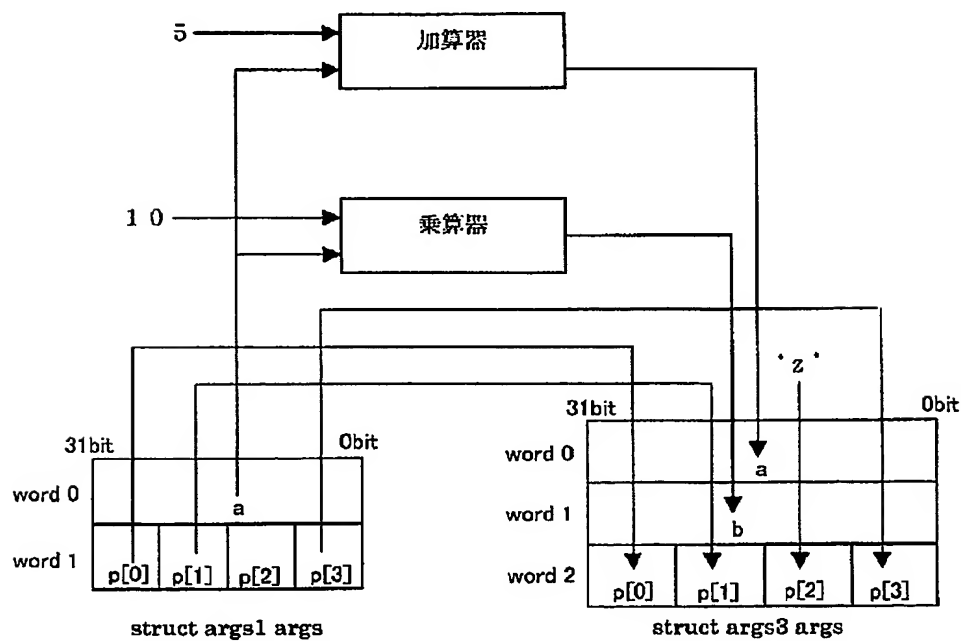 5
加算器
10
乗算器
'z'
31bit
0bit
31bit
0bit
word 0
a
word 1
p[0] p[1] p[2] p[3]
struct args1 args
word 0
a
word 1
b
word 2
p[0] p[1] p[2] p[3]
struct args3 args